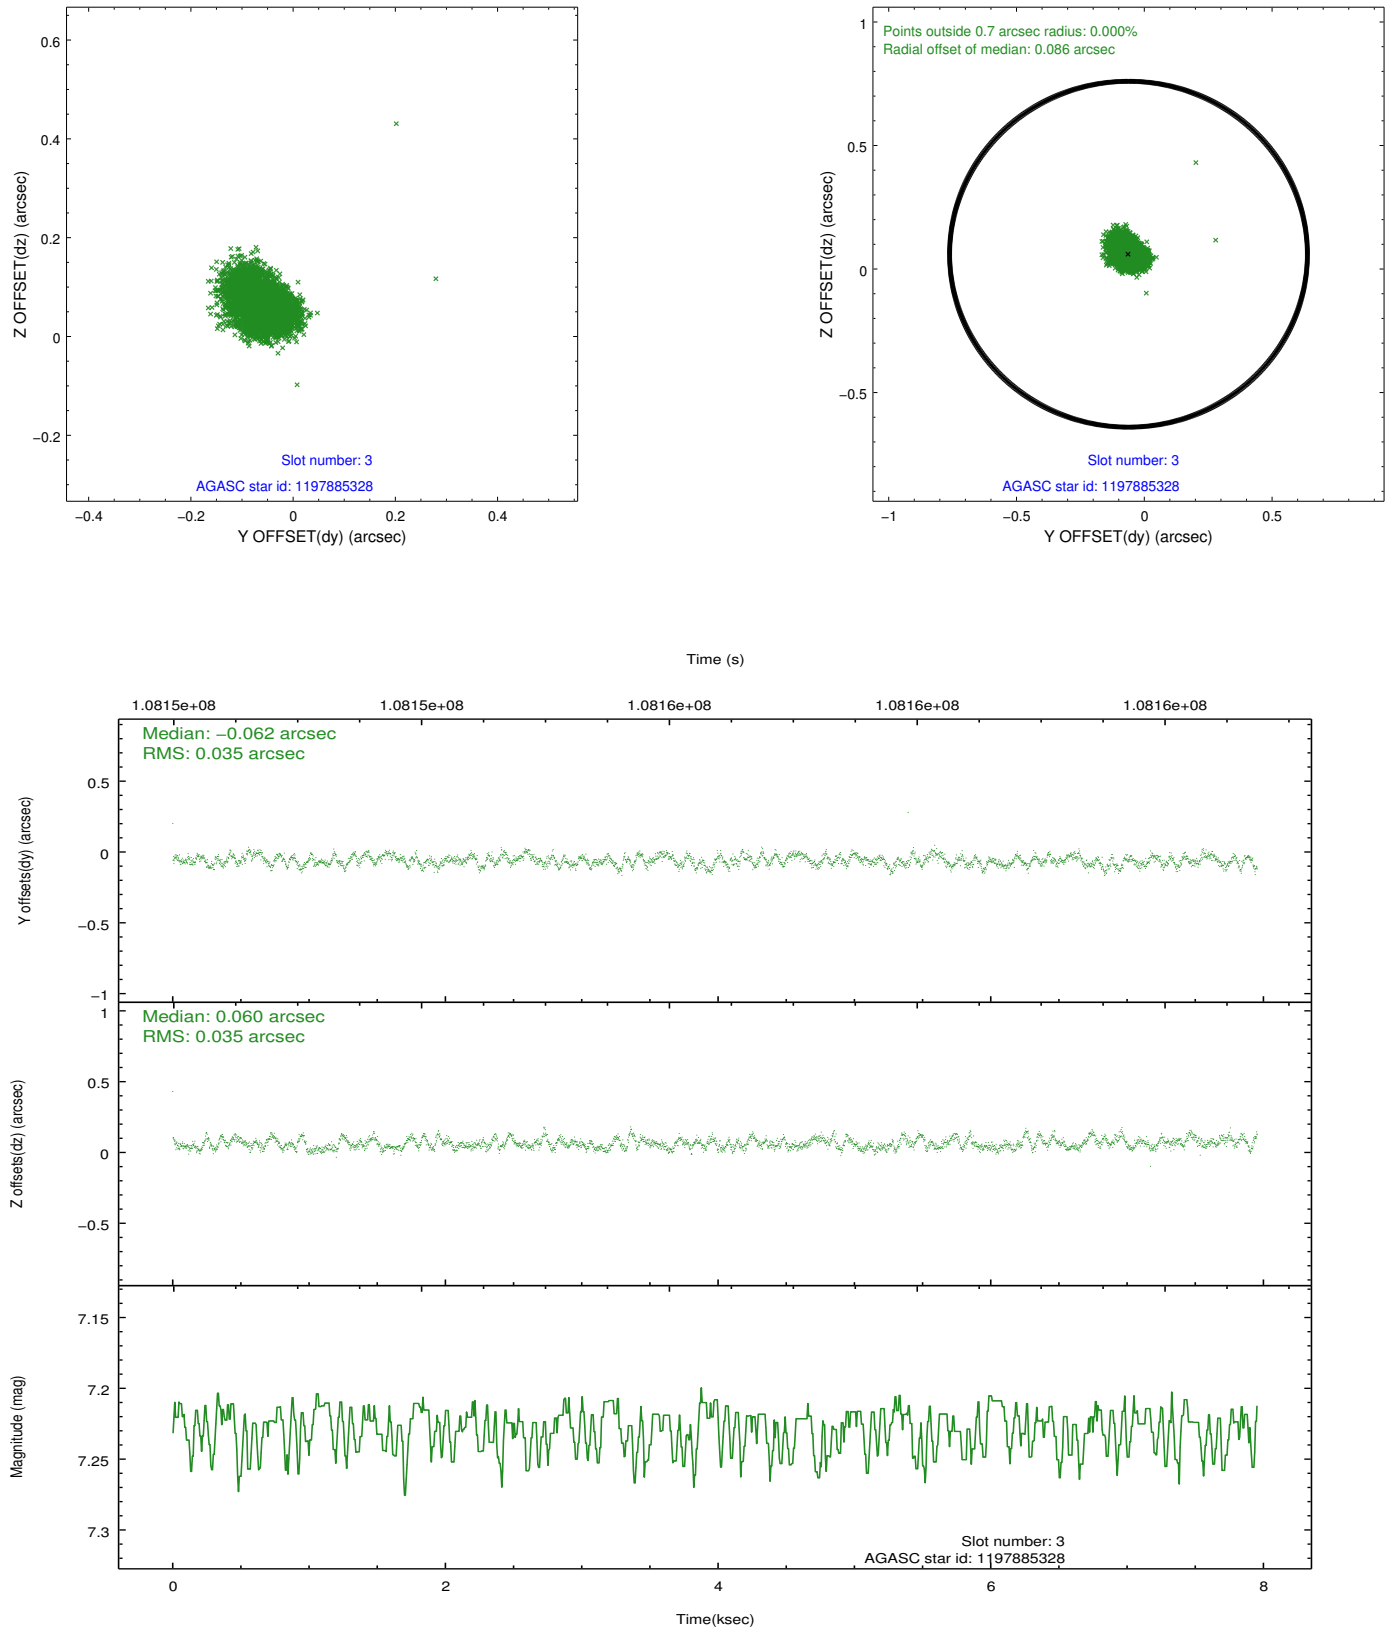 0.6
0.4
0.2
0
−0.2
Z OFFSET(dz) (arcsec)
Slot number: 3
AGASC star id: 1197885328
−0.4
−0.2
0
0.2
0.4
Y OFFSET(dy) (arcsec)
Points outside 0.7 arcsec radius: 0.000%
Radial offset of median: 0.086 arcsec
1
0.5
0
−0.5
Z OFFSET(dz) (arcsec)
Slot number: 3
AGASC star id: 1197885328
−1
−0.5
0
0.5
Y OFFSET(dy) (arcsec)
Time (s)
1.0815e+08
1.0815e+08
1.0816e+08
1.0816e+08
1.0816e+08
Median: −0.062 arcsec
RMS: 0.035 arcsec
0.5
0
−0.5
−1
Y offsets(dy) (arcsec)
Median: 0.060 arcsec
RMS: 0.035 arcsec
1
0.5
0
−0.5
Z offsets(dz) (arcsec)
7.15
7.2
7.25
7.3
Magnitude (mag)
Slot number: 3
AGASC star id: 1197885328
0
2
4
6
8
Time(ksec)